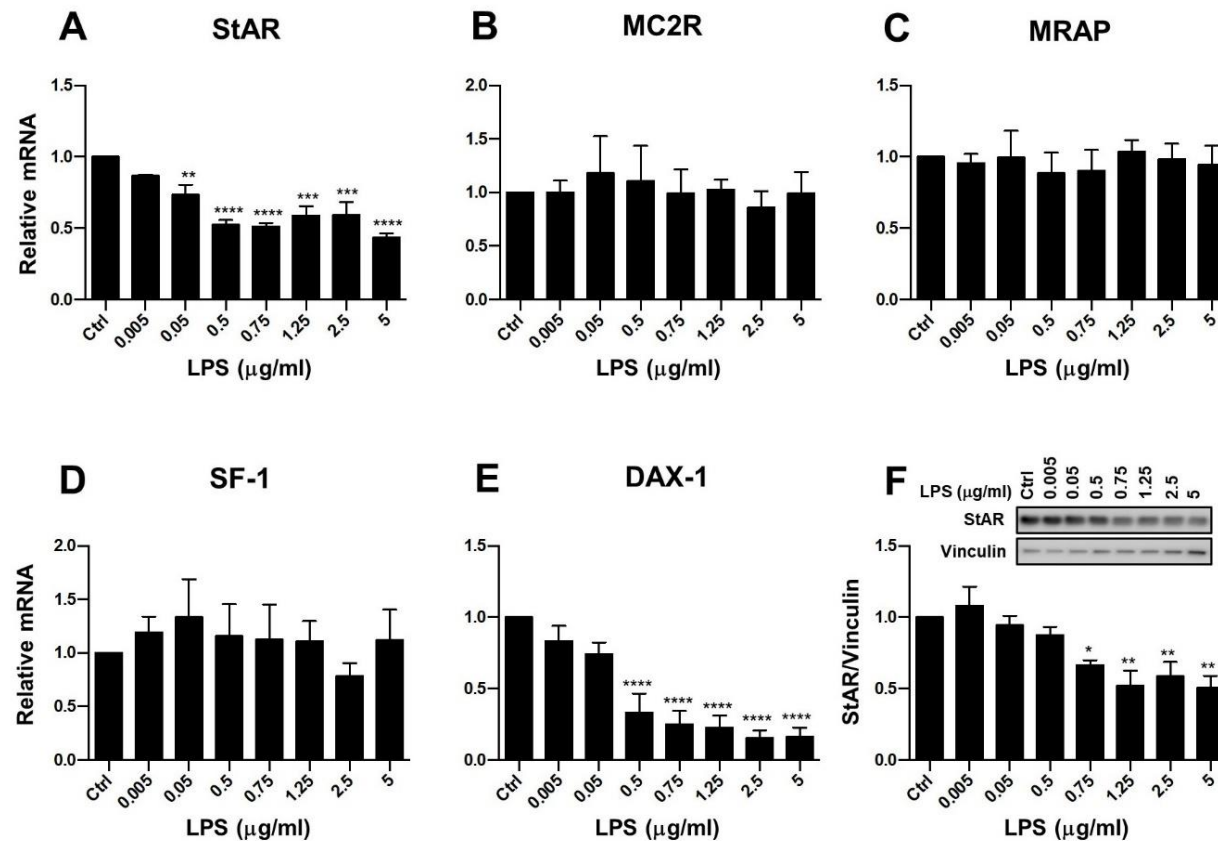 A StAR
Relative mRNA
1.5
1.0
0.5
0.0
** **** **** *** *** ****
Ctrl 0.005 0.05 0.5 0.75 1.25 2.5 5
LPS (μg/ml)
B MC2R
2.0
1.5
1.0
0.5
0.0
Ctrl 0.005 0.05 0.5 0.75 1.25 2.5 5
LPS (μg/ml)
C MRAP
1.5
1.0
0.5
0.0
Ctrl 0.005 0.05 0.5 0.75 1.25 2.5 5
LPS (μg/ml)
D SF-1
Relative mRNA
2.0
1.5
1.0
0.5
0.0
Ctrl 0.005 0.05 0.5 0.75 1.25 2.5 5
LPS (μg/ml)
E DAX-1
1.5
1.0
0.5
0.0
**** **** **** **** ****
Ctrl 0.005 0.05 0.5 0.75 1.25 2.5 5
LPS (μg/ml)
F
LPS (μg/ml) Ctrl 0.005 0.05 0.5 0.75 1.25 2.5 5
StAR
Vinculin
StAR/Vinculin
1.5
1.0
0.5
0.0
* ** ** **
Ctrl 0.005 0.05 0.5 0.75 1.25 2.5 5
LPS (μg/ml)